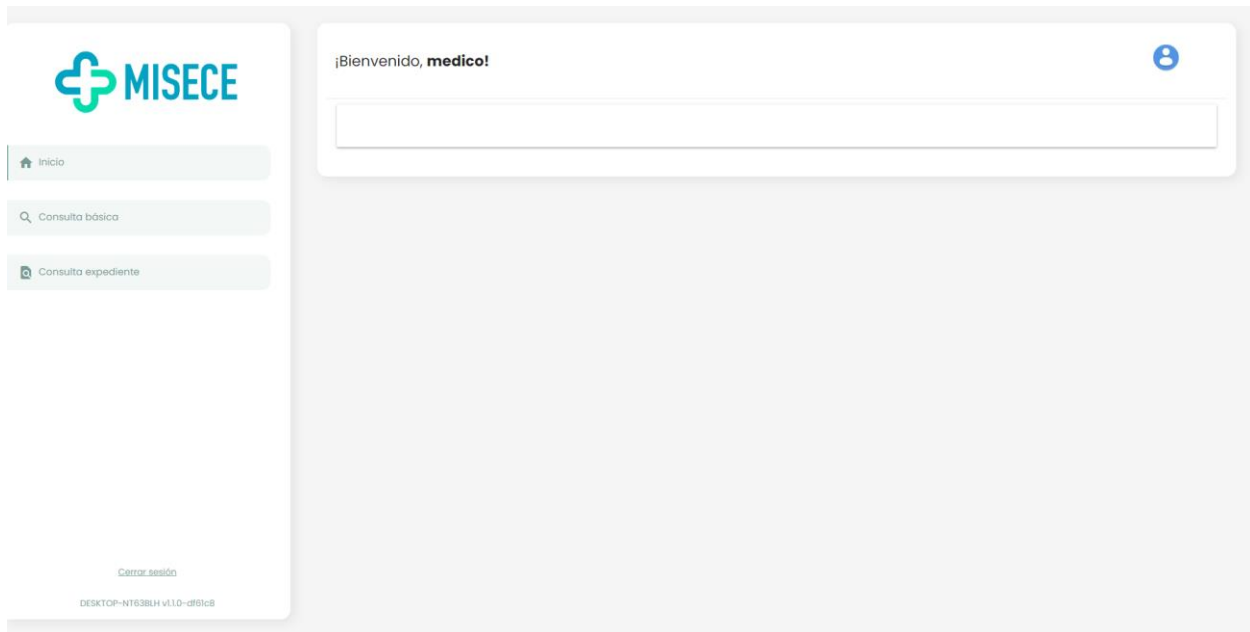 MISECE
Inicio
Consulta básica
Consulta expediente
Cerrar sesión
DESKTOP-NT63BLH v1.1.0-df61c8
¡Bienvenido, medico!